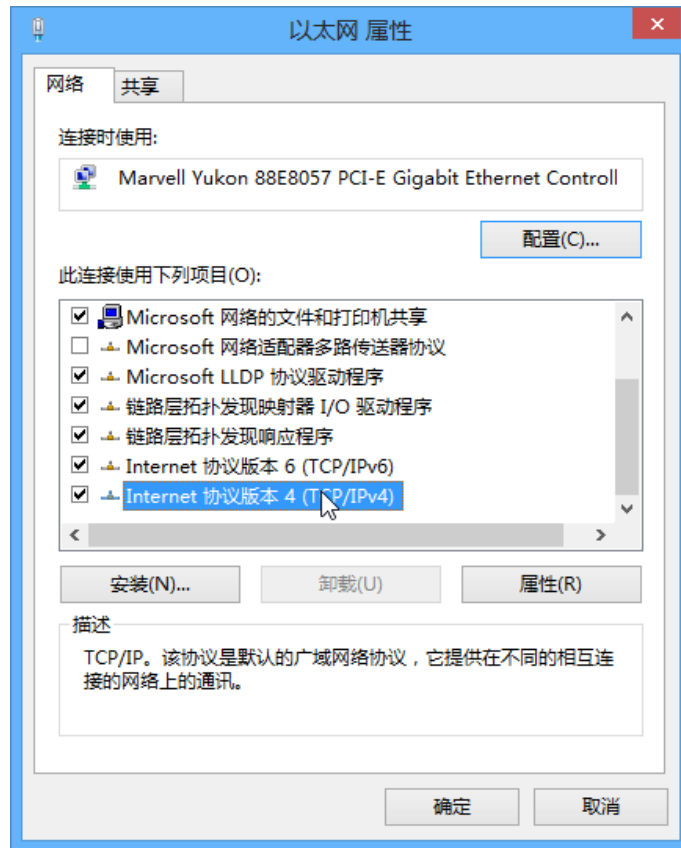 以太网 属性
网络
共享
连接时使用:
Marvell Yukon 88E8057 PCI-E Gigabit Ethernet Controll
配置(C)...
此连接使用下列项目(O):
Microsoft 网络的文件和打印机共享
Microsoft 网络适配器多路传送器协议
Microsoft LLDP 协议驱动程序
链路层拓扑发现映射器 I/O 驱动程序
链路层拓扑发现响应程序
Internet 协议版本 6 (TCP/IPv6)
Internet 协议版本 4 (TCP/IPv4)
安装(N)...
卸载(U)
属性(R)
描述
TCP/IP。该协议是默认的广域网络协议，它提供在不同的相互连
接的网络上的通讯。
确定
取消